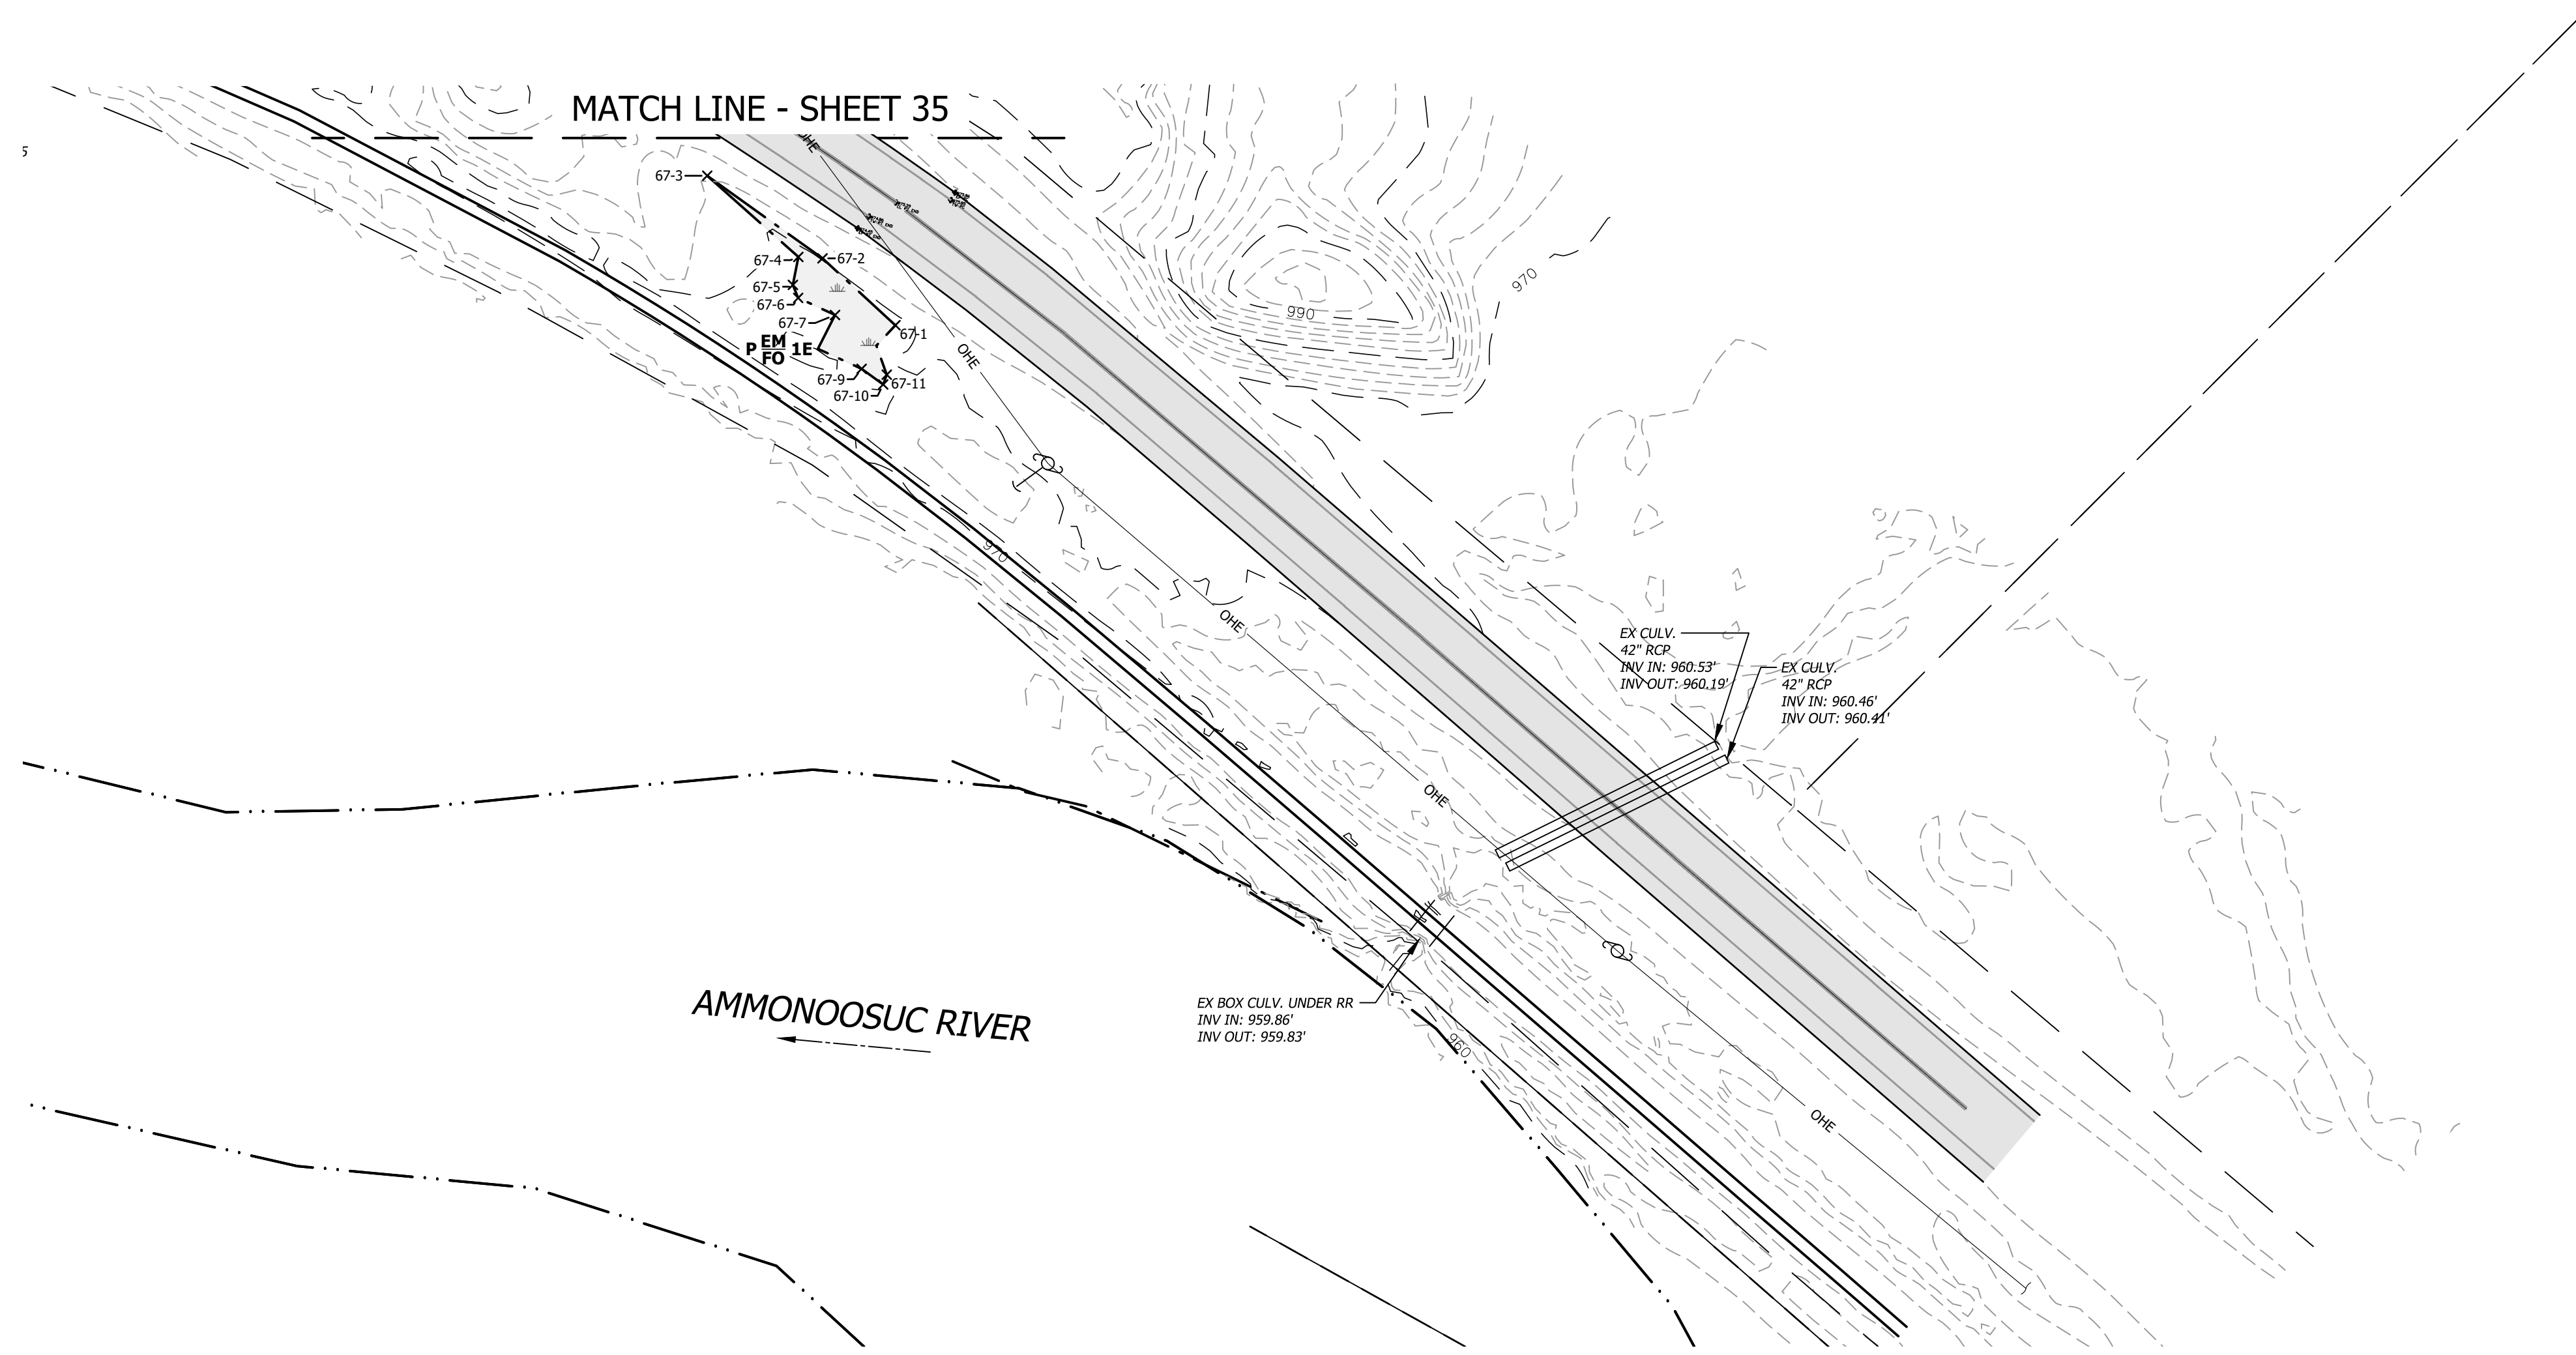 MATCH LINE - SHEET 35
5
OHE
67-3
67-4
67-2
67-5
67-6
67-7
67-1
P EM 1E
FO
67-9
67-11
67-10
OHE
990
970
970
OHE
EX CULV.
42" RCP
INV IN: 960.53'
INV OUT: 960.19'
EX CULV.
42" RCP
INV IN: 960.46'
INV OUT: 960.41'
OHE
AMMONOOSUC RIVER
EX BOX CULV. UNDER RR
INV IN: 959.86'
INV OUT: 959.83'
960
OHE